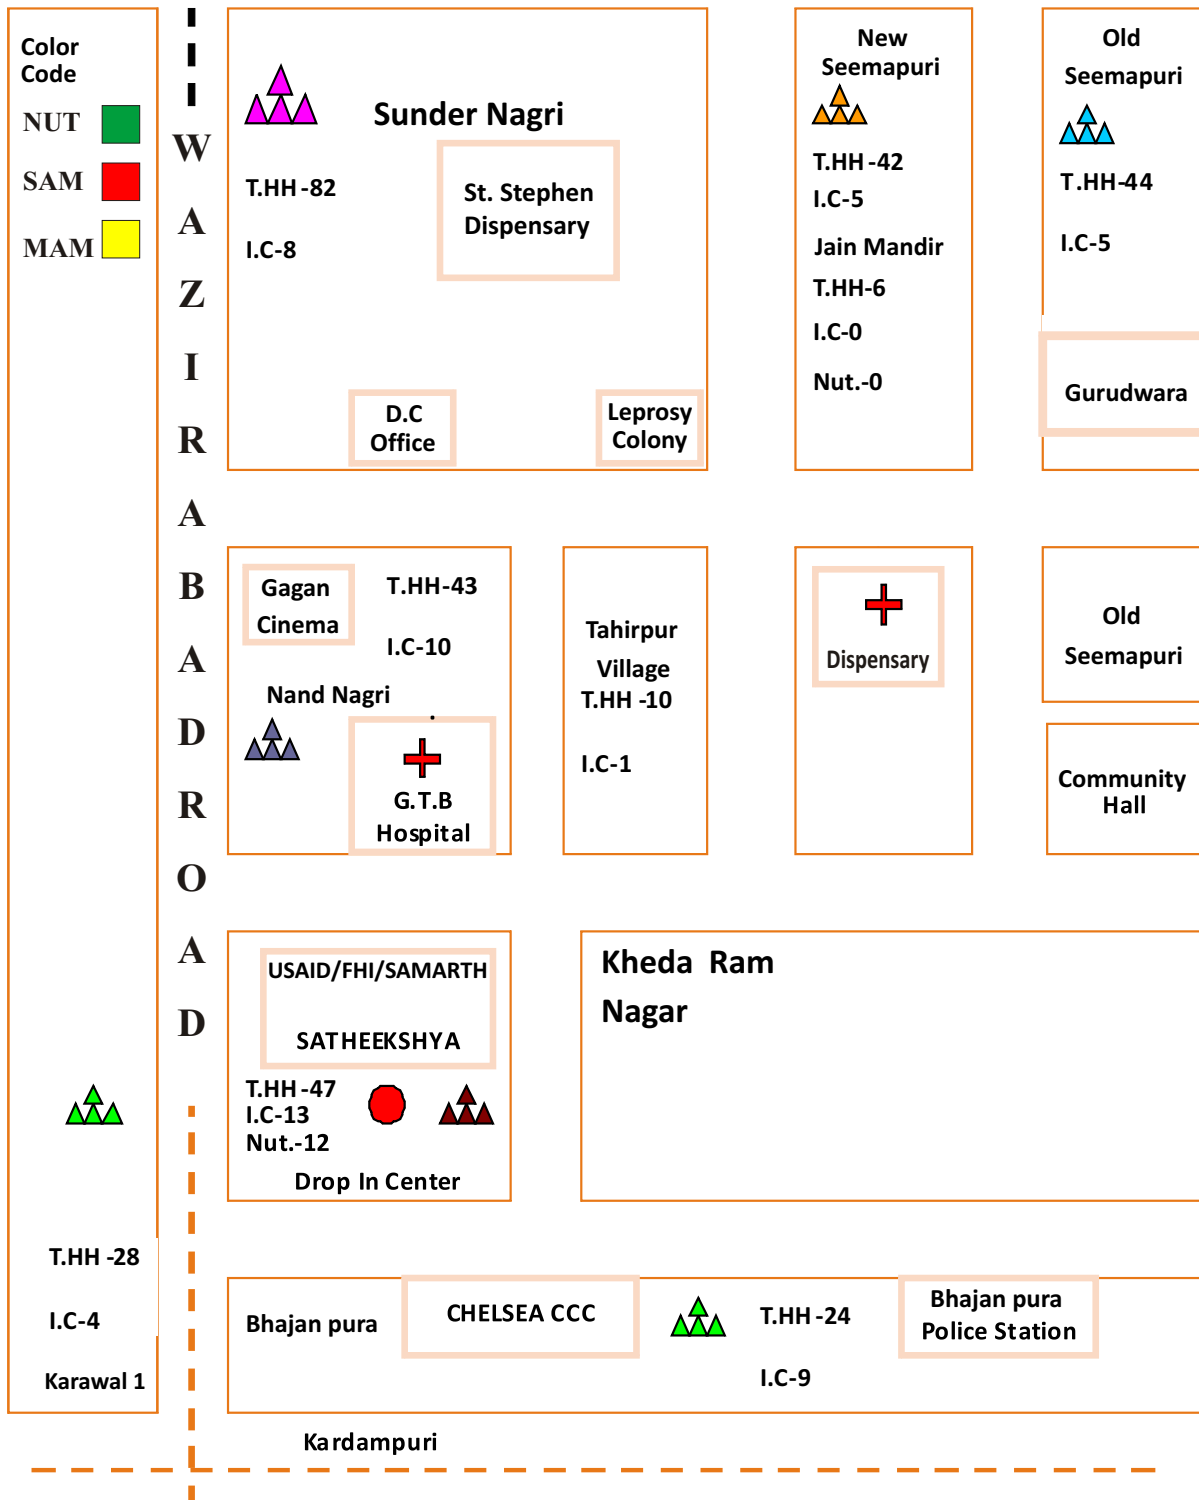 Color
Code
NUT
SAM
MAM
W
A
Z
I
R
A
B
A
D
R
O
A
D
Sunder Nagri
T.HH -82
I.C-8
St. Stephen
Dispensary
D.C
Office
Leprosy
Colony
New
Seemapuri
T.HH -42
I.C-5
Jain Mandir
T.HH-6
I.C-0
Nut.-0
Old
Seemapuri
T.HH-44
I.C-5
Gurudwara
Gagan
Cinema
T.HH-43
I.C-10
Nand Nagri
G.T.B
Hospital
Tahirpur
Village
T.HH -10
I.C-1
Dispensary
Old
Seemapuri
Community
Hall
USAID/FHI/SAMARTH
SATHEEKSHYA
T.HH -47
I.C-13
Nut.-12
Drop In Center
Kheda Ram
Nagar
T.HH -28
I.C-4
Karawal 1
Bhajan pura
CHELSEA CCC
T.HH -24
I.C-9
Bhajan pura
Police Station
Kardampuri